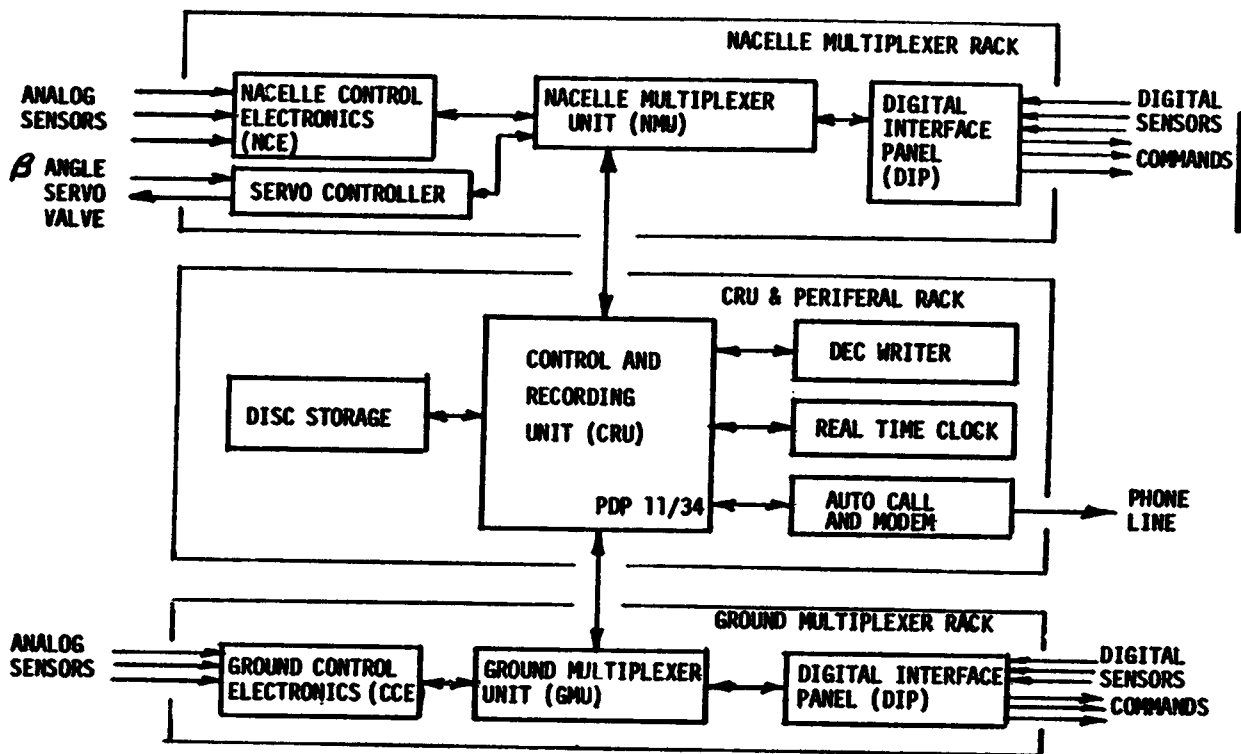 NACELLE MULTIPLEXER RACK
ANALOG
SENSORS
NACELLE CONTROL
ELECTRONICS
(NCE)
NACELLE MULTIPLEXER
UNIT (NMU)
DIGITAL
INTERFACE
PANEL
(DIP)
DIGITAL
SENSORS
COMMANDS
β ANGLE
SERVO
VALVE
SERVO CONTROLLER
CRU & PERIFERAL RACK
CONTROL AND
RECORDING
UNIT (CRU)
PDP 11/34
DISC STORAGE
DEC WRITER
REAL TIME CLOCK
AUTO CALL
AND MODEM
PHONE
LINE
GROUND MULTIPLEXER RACK
ANALOG
SENSORS
GROUND CONTROL
ELECTRONICS (CCE)
GROUND MULTIPLEXER
UNIT (GMU)
DIGITAL INTERFACE
PANEL (DIP)
DIGITAL
SENSORS
COMMANDS